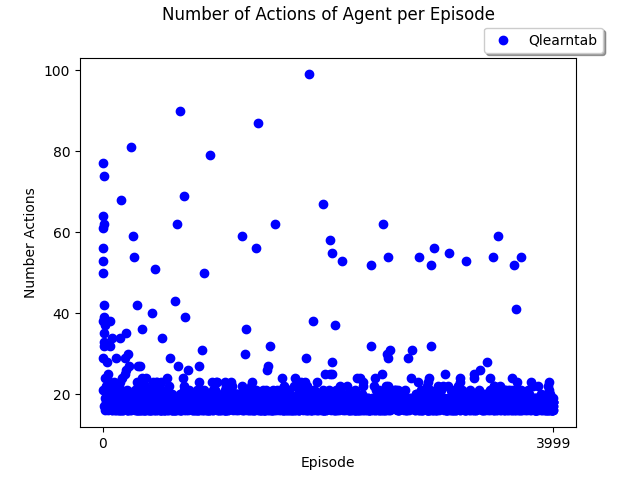 Number of Actions of Agent per Episode
Qlearntab
100
80
60
40
20
Number Actions
0 3999
Episode